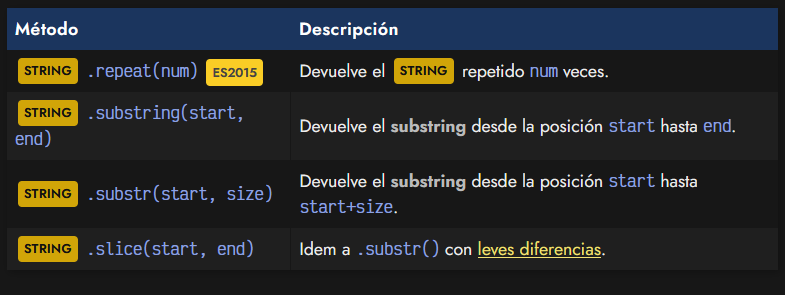 Método Descripción
STRING .repeat(num) ES2015 Devuelve el STRING repetido num veces.
STRING .substring(start,
end) Devuelve el substring desde la posición start hasta end.
STRING .substr(start, size) Devuelve el substring desde la posición start hasta
start+size.
STRING .slice(start, end) Idem a .substr() con leves diferencias.